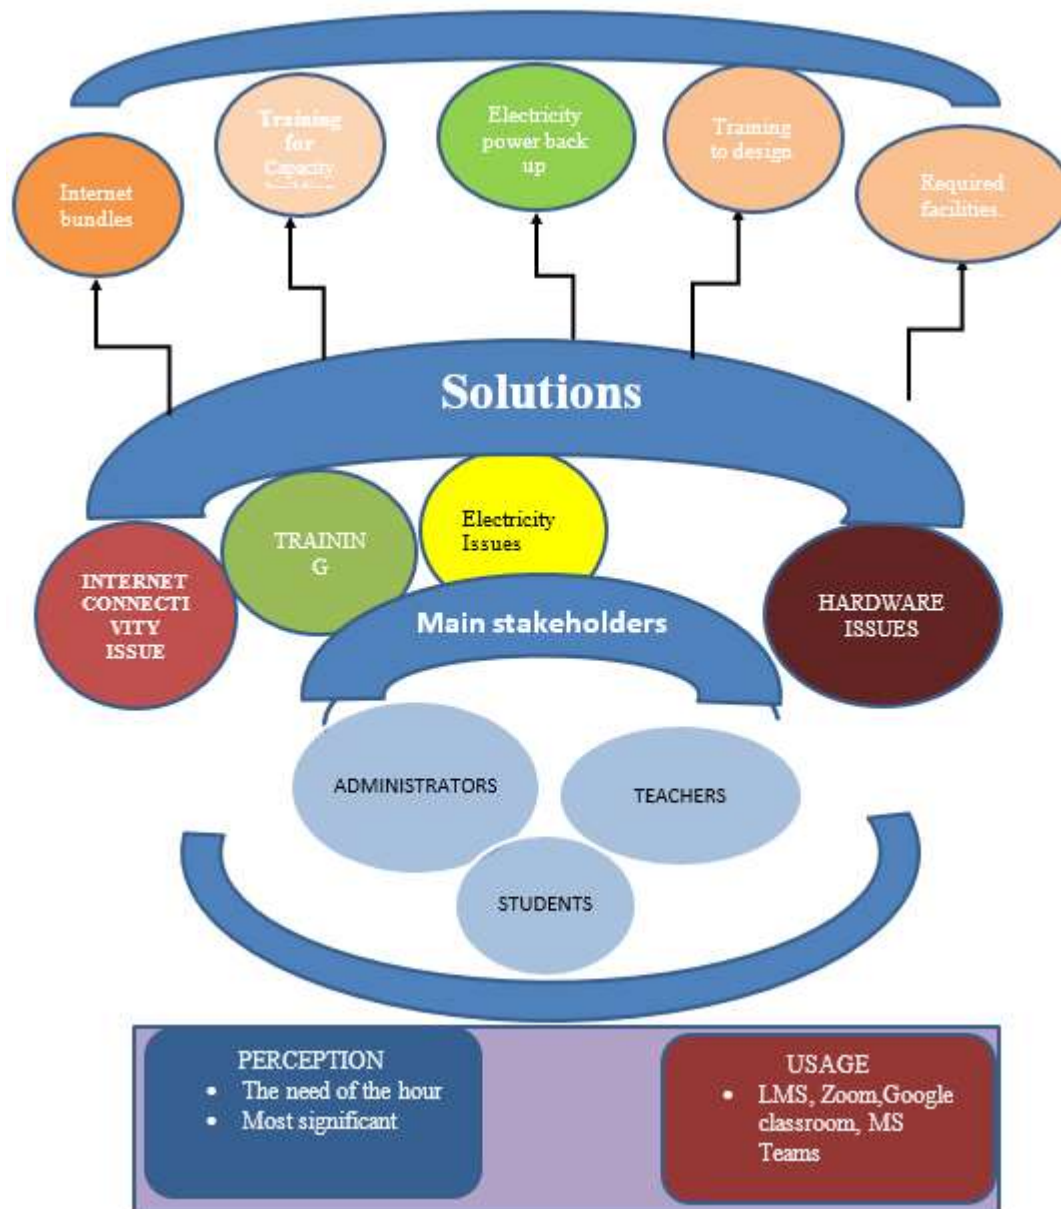 Internet
bundles
Training
for
Capacity
Electricity
power back
up
Training
to design
Required
facilities.
Solutions
INTERNET
CONNECTI
VITY
ISSUE
TRAININ
G
Electricity
Issues
HARDWARE
ISSUES
Main stakeholders
ADMINISTRATORS
TEACHERS
STUDENTS
PERCEPTION
• The need of the hour
• Most significant
USAGE
• LMS, Zoom,Google
classroom, MS
Teams